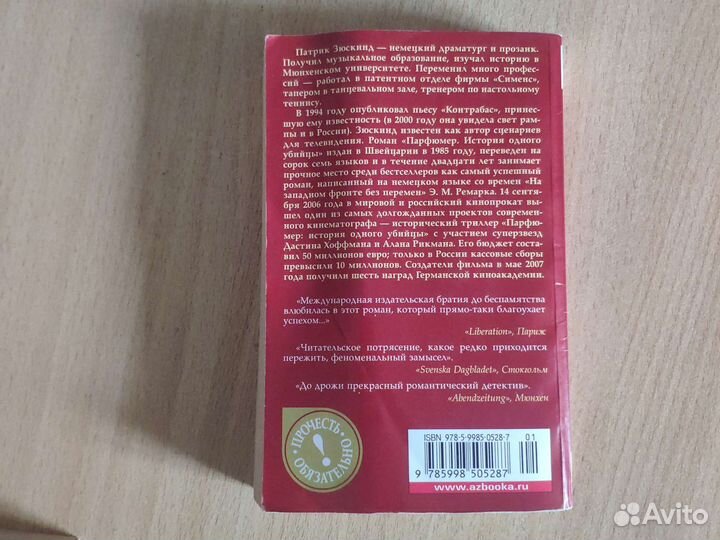 Патрик Зюскинд — немецкий драматург и прозаик.
Получил музыкальное образование, изучал историю в
Мюнхенском университете. Переменил много профес-
сий — работал в патентном отделе фирмы «Сименс»,
тапером в танцевальном зале, тренером по настольному
теннису.
В 1994 году опубликовал пьесу «Контрабас», принес-
шую ему известность (в 2000 году она увидела свет рам-
пы и в России). Зюскинд известен как автор сценариев
для телевидения. Роман «Парфюмер. История одного
убийцы» издан в Швейцарии в 1985 году, переведен на
сорок семь языков и в течение двадцати лет занимает
прочное место среди бестселлеров как самый успешный
роман, написанный на немецком языке со времен «На
западном фронте без перемен» Э. М. Ремарка. 14 сентя-
бря 2006 года в мировой и российский кинопрокат вы-
шел один из самых долгожданных проектов современ-
ного кинематографа — исторический триллер «Парфю-
мер: история одного убийцы» с участием суперзвезд
Дастина Хоффмана и Алана Рикмана. Его бюджет соста-
вил 50 миллионов евро; только в России кассовые сборы
превысили 10 миллионов. Создатели фильма в мае 2007
года получили шесть наград Германской киноакадемии.
«Международная издательская братия до беспамятства
влюбилась в этот роман, который прямо-таки благоухает
успехом...»
«Liberation», Париж
«Читательское потрясение, какое редко приходится
пережить, феноменальный замысел».
«Svenska Dagbladet», Стокгольм
«До дрожи прекрасный романтический детектив».
«Abendzeitung», Мюнхен
ПРОЧЕСТЬ
!
ОБЯЗАТЕЛЬНО
ISBN 978-5-9985-0528-7 01
9 785998 505287
www.azbooka.ru
Avito